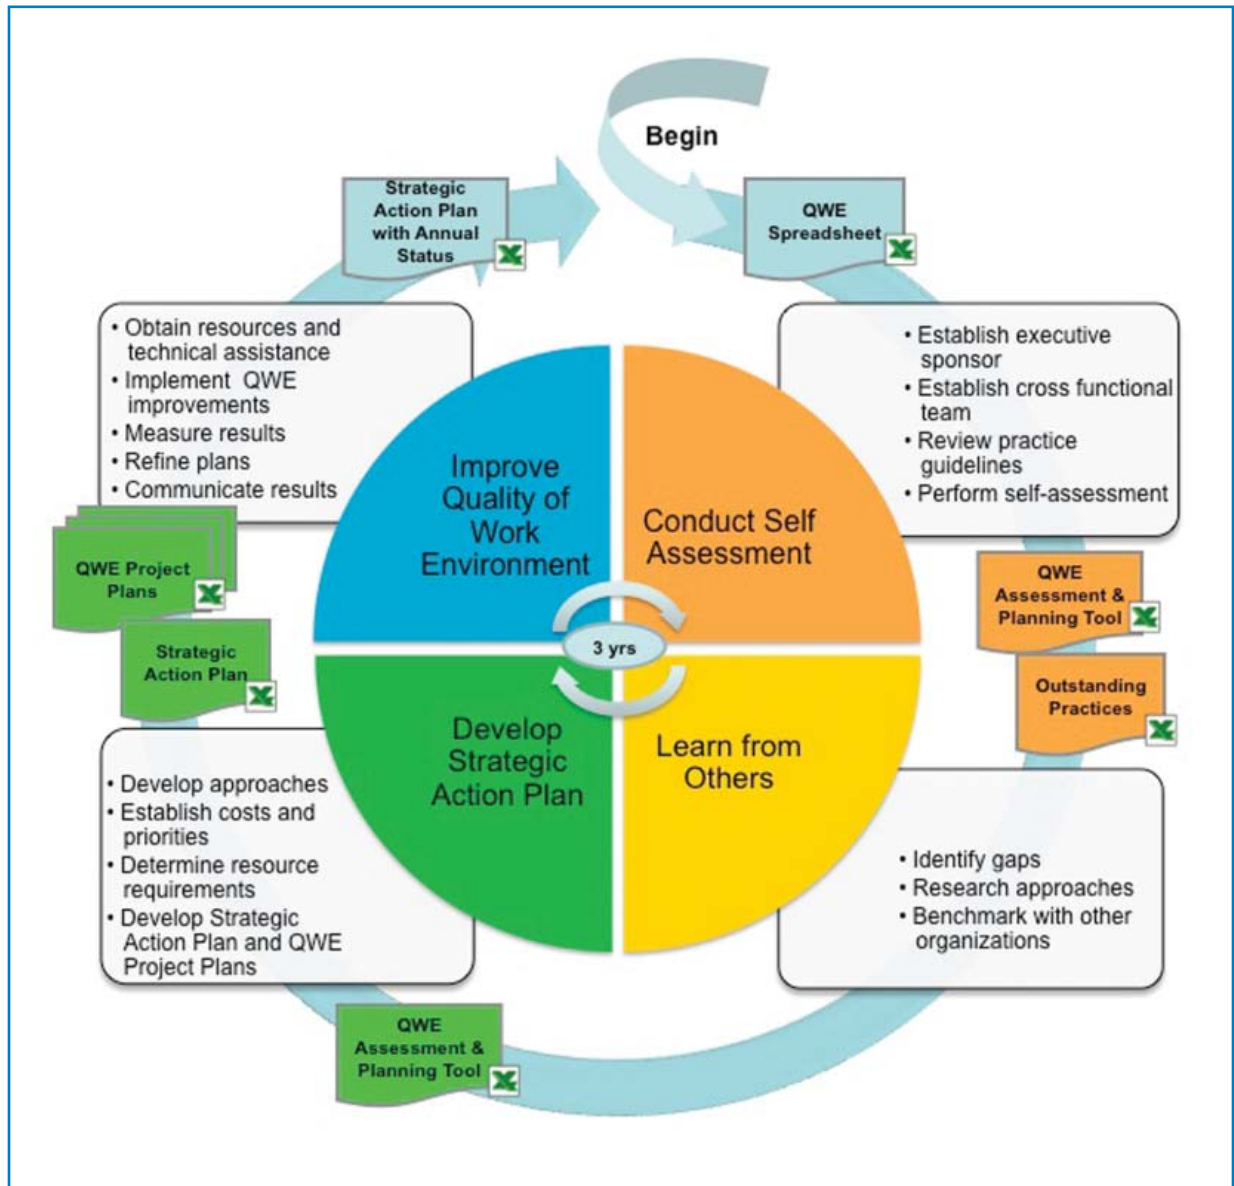 Begin
Strategic
Action Plan
with Annual
Status
QWE
Spreadsheet
• Obtain resources and
technical assistance
• Implement QWE
improvements
• Measure results
• Refine plans
• Communicate results
• Establish executive
sponsor
• Establish cross functional
team
• Review practice
guidelines
• Perform self-assessment
Improve
Quality of
Work
Environment
Conduct Self
Assessment
QWE Project
Plans
Strategic
Action Plan
3 yrs
QWE
Assessment &
Planning Tool
Outstanding
Practices
Develop
Strategic
Action Plan
Learn from
Others
• Develop approaches
• Establish costs and
priorities
• Determine resource
requirements
• Develop Strategic
Action Plan and QWE
Project Plans
• Identify gaps
• Research approaches
• Benchmark with other
organizations
QWE
Assessment &
Planning Tool